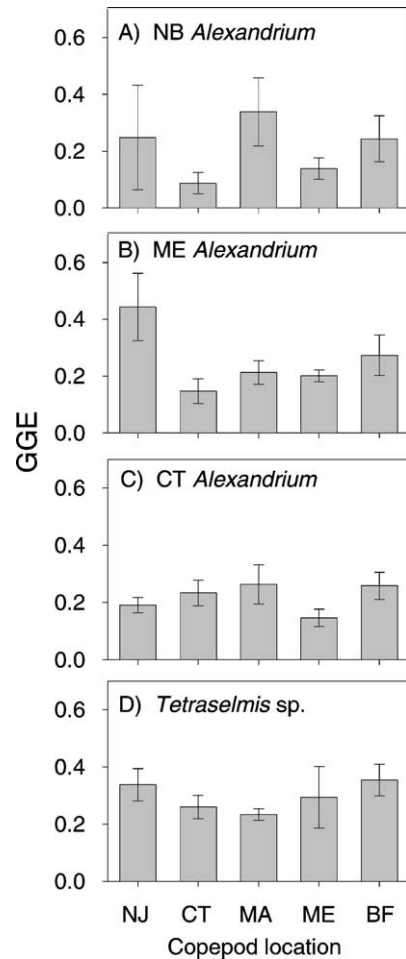 A) NB Alexandrium
0.6
0.4
0.2
0.0
B) ME Alexandrium
0.6
0.4
0.2
0.0
GGE
C) CT Alexandrium
0.6
0.4
0.2
0.0
D) Tetraselmis sp.
0.6
0.4
0.2
0.0
NJ CT MA ME BF
Copepod location